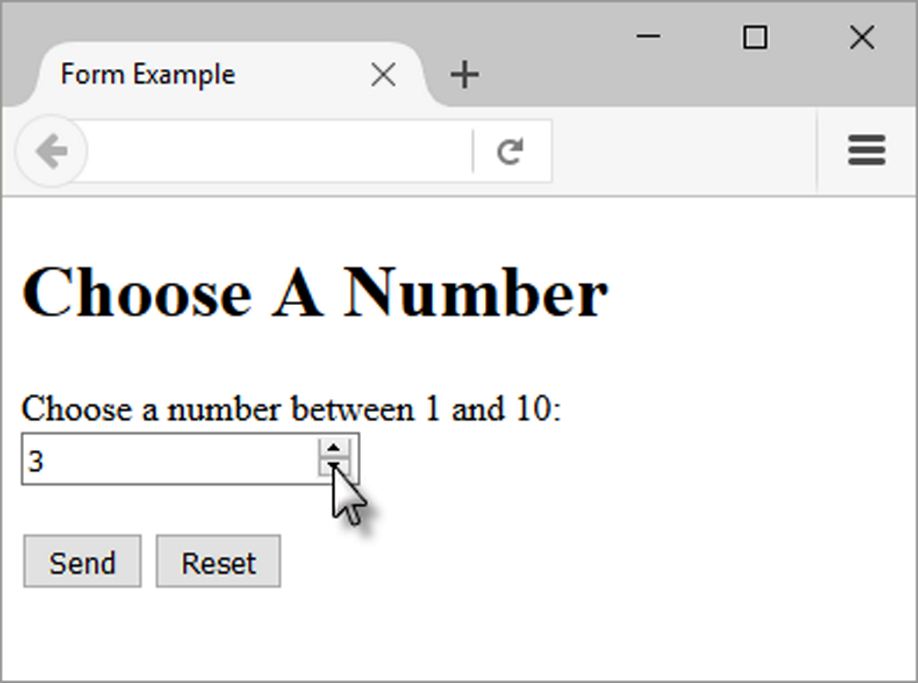 Form Example
Choose A Number
Choose a number between 1 and 10:
3
Send Reset